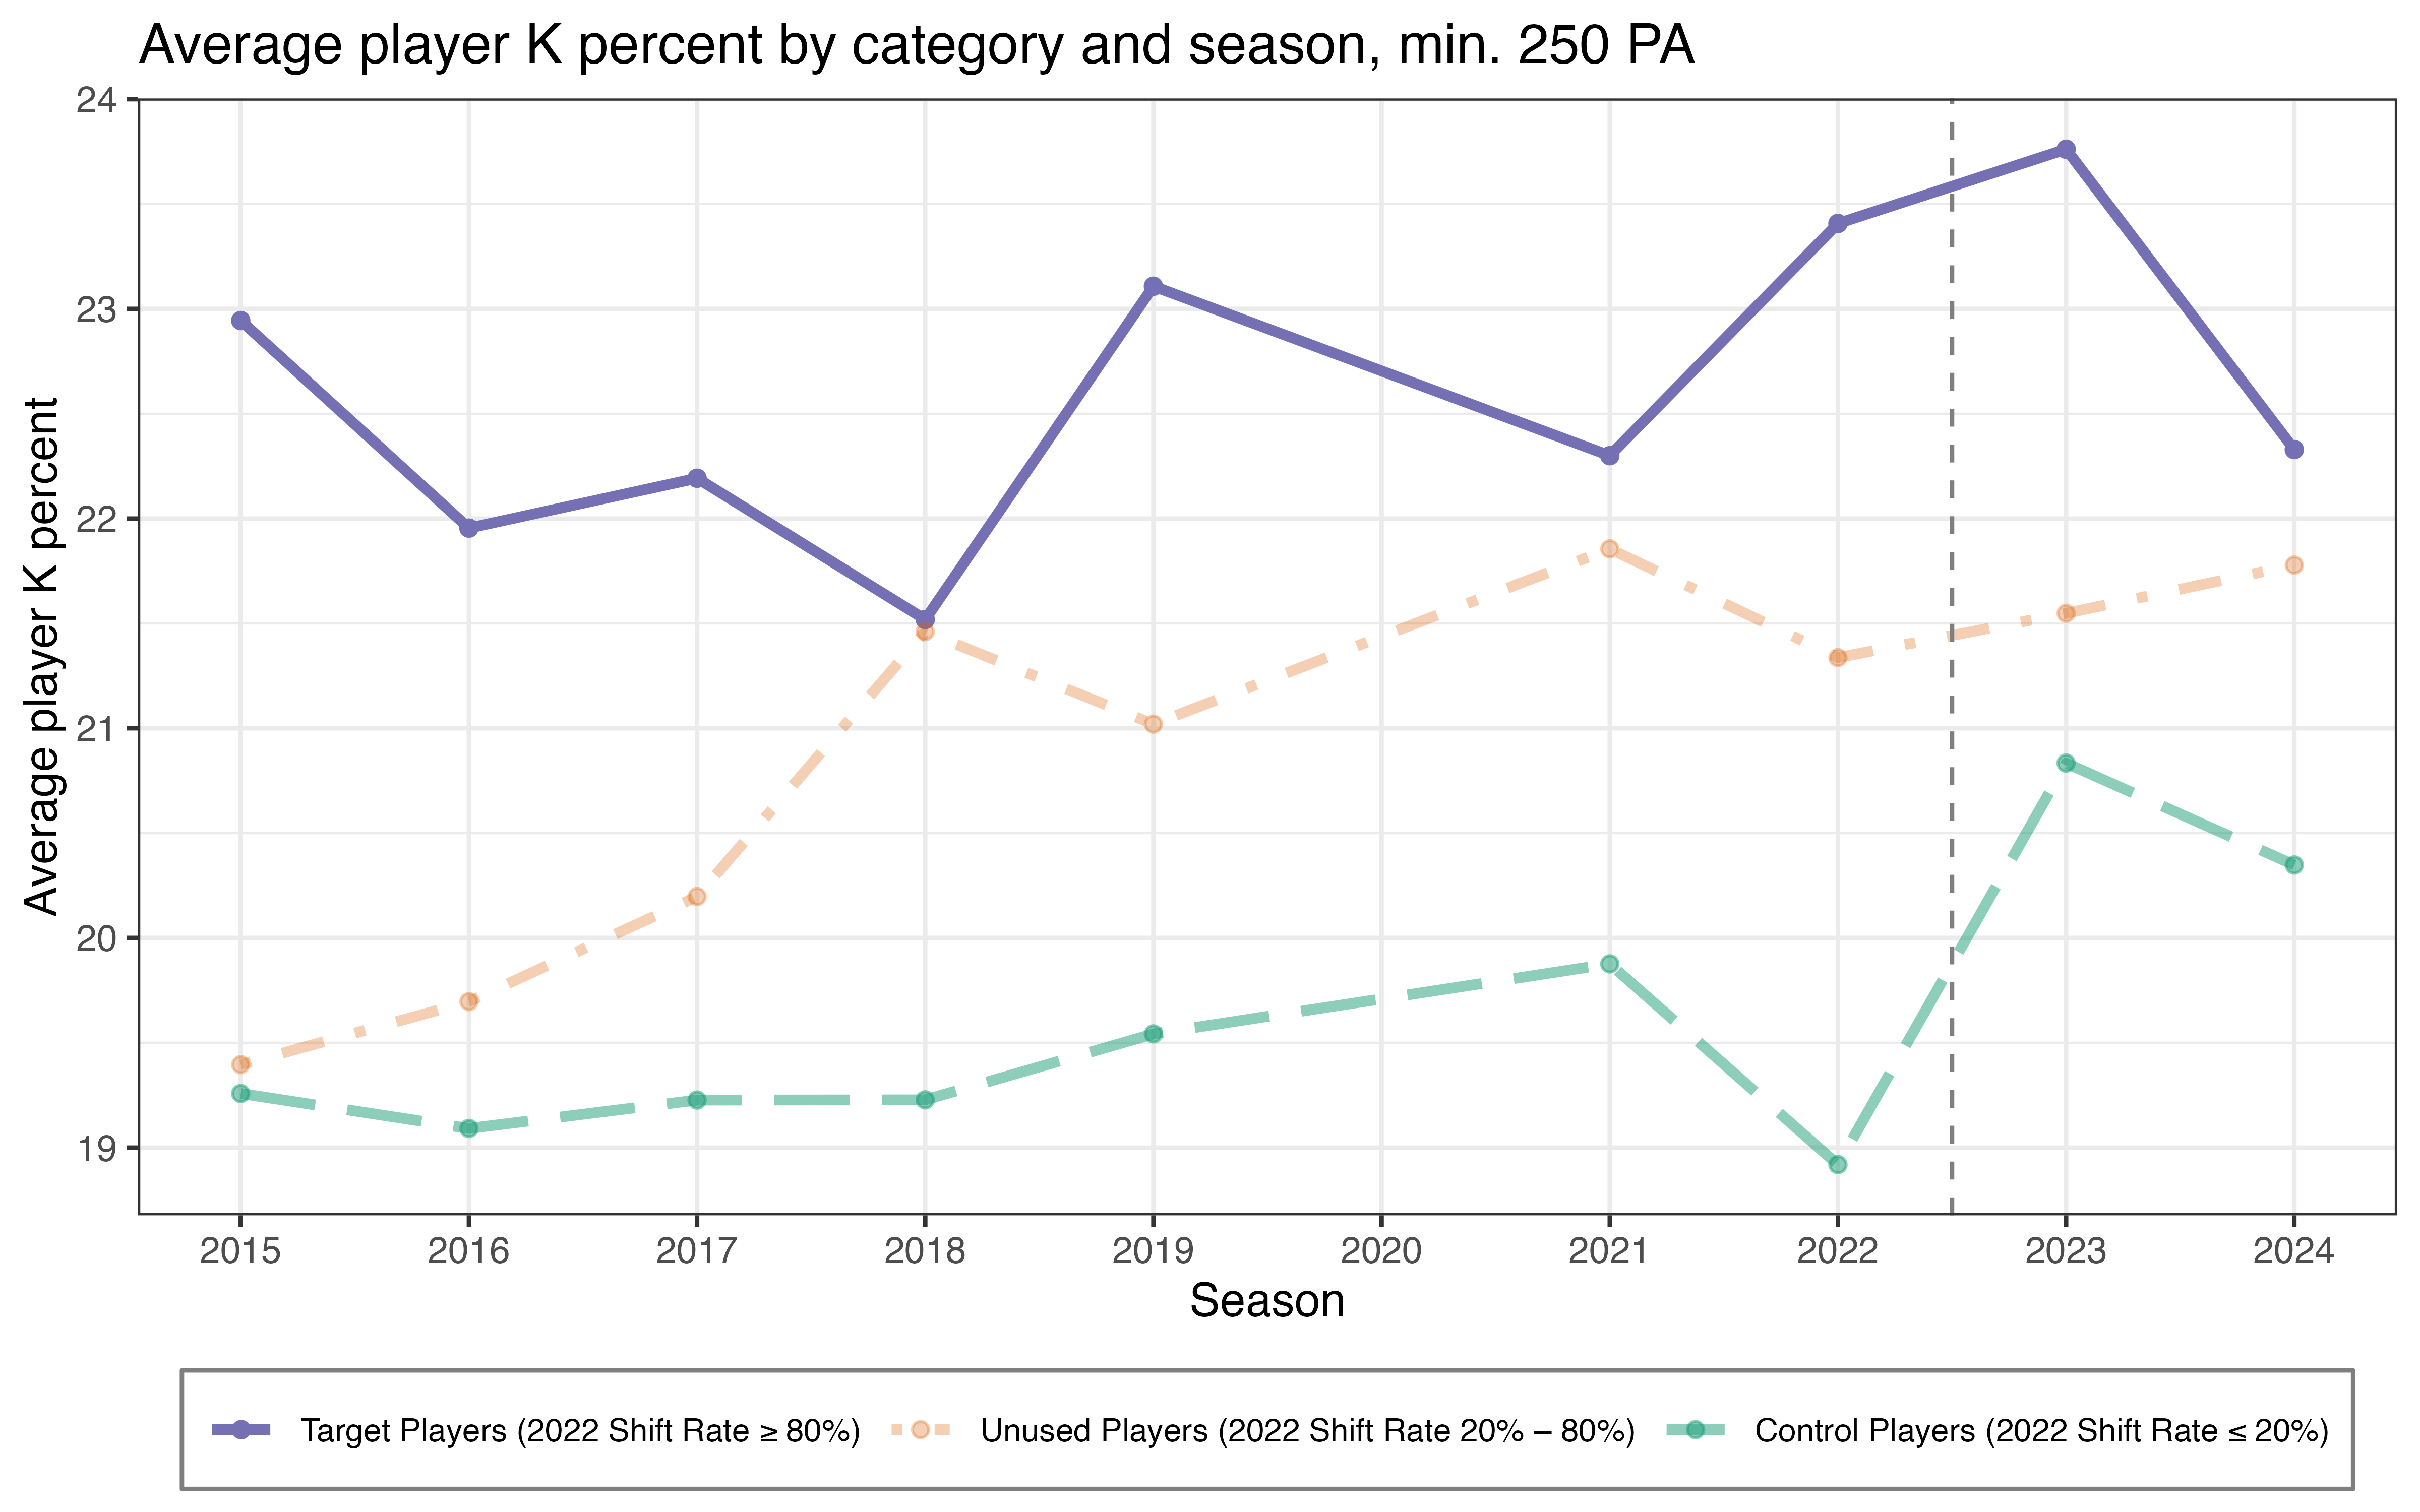 Average player K percent by category and season, min. 250 PA
Average player K percent
24
23
22
21
20
19
2015 2016 2017 2018 2019 2020 2021 2022 2023 2024
Season
Target Players (2022 Shift Rate ≥ 80%) Unused Players (2022 Shift Rate 20% – 80%) Control Players (2022 Shift Rate ≤ 20%)